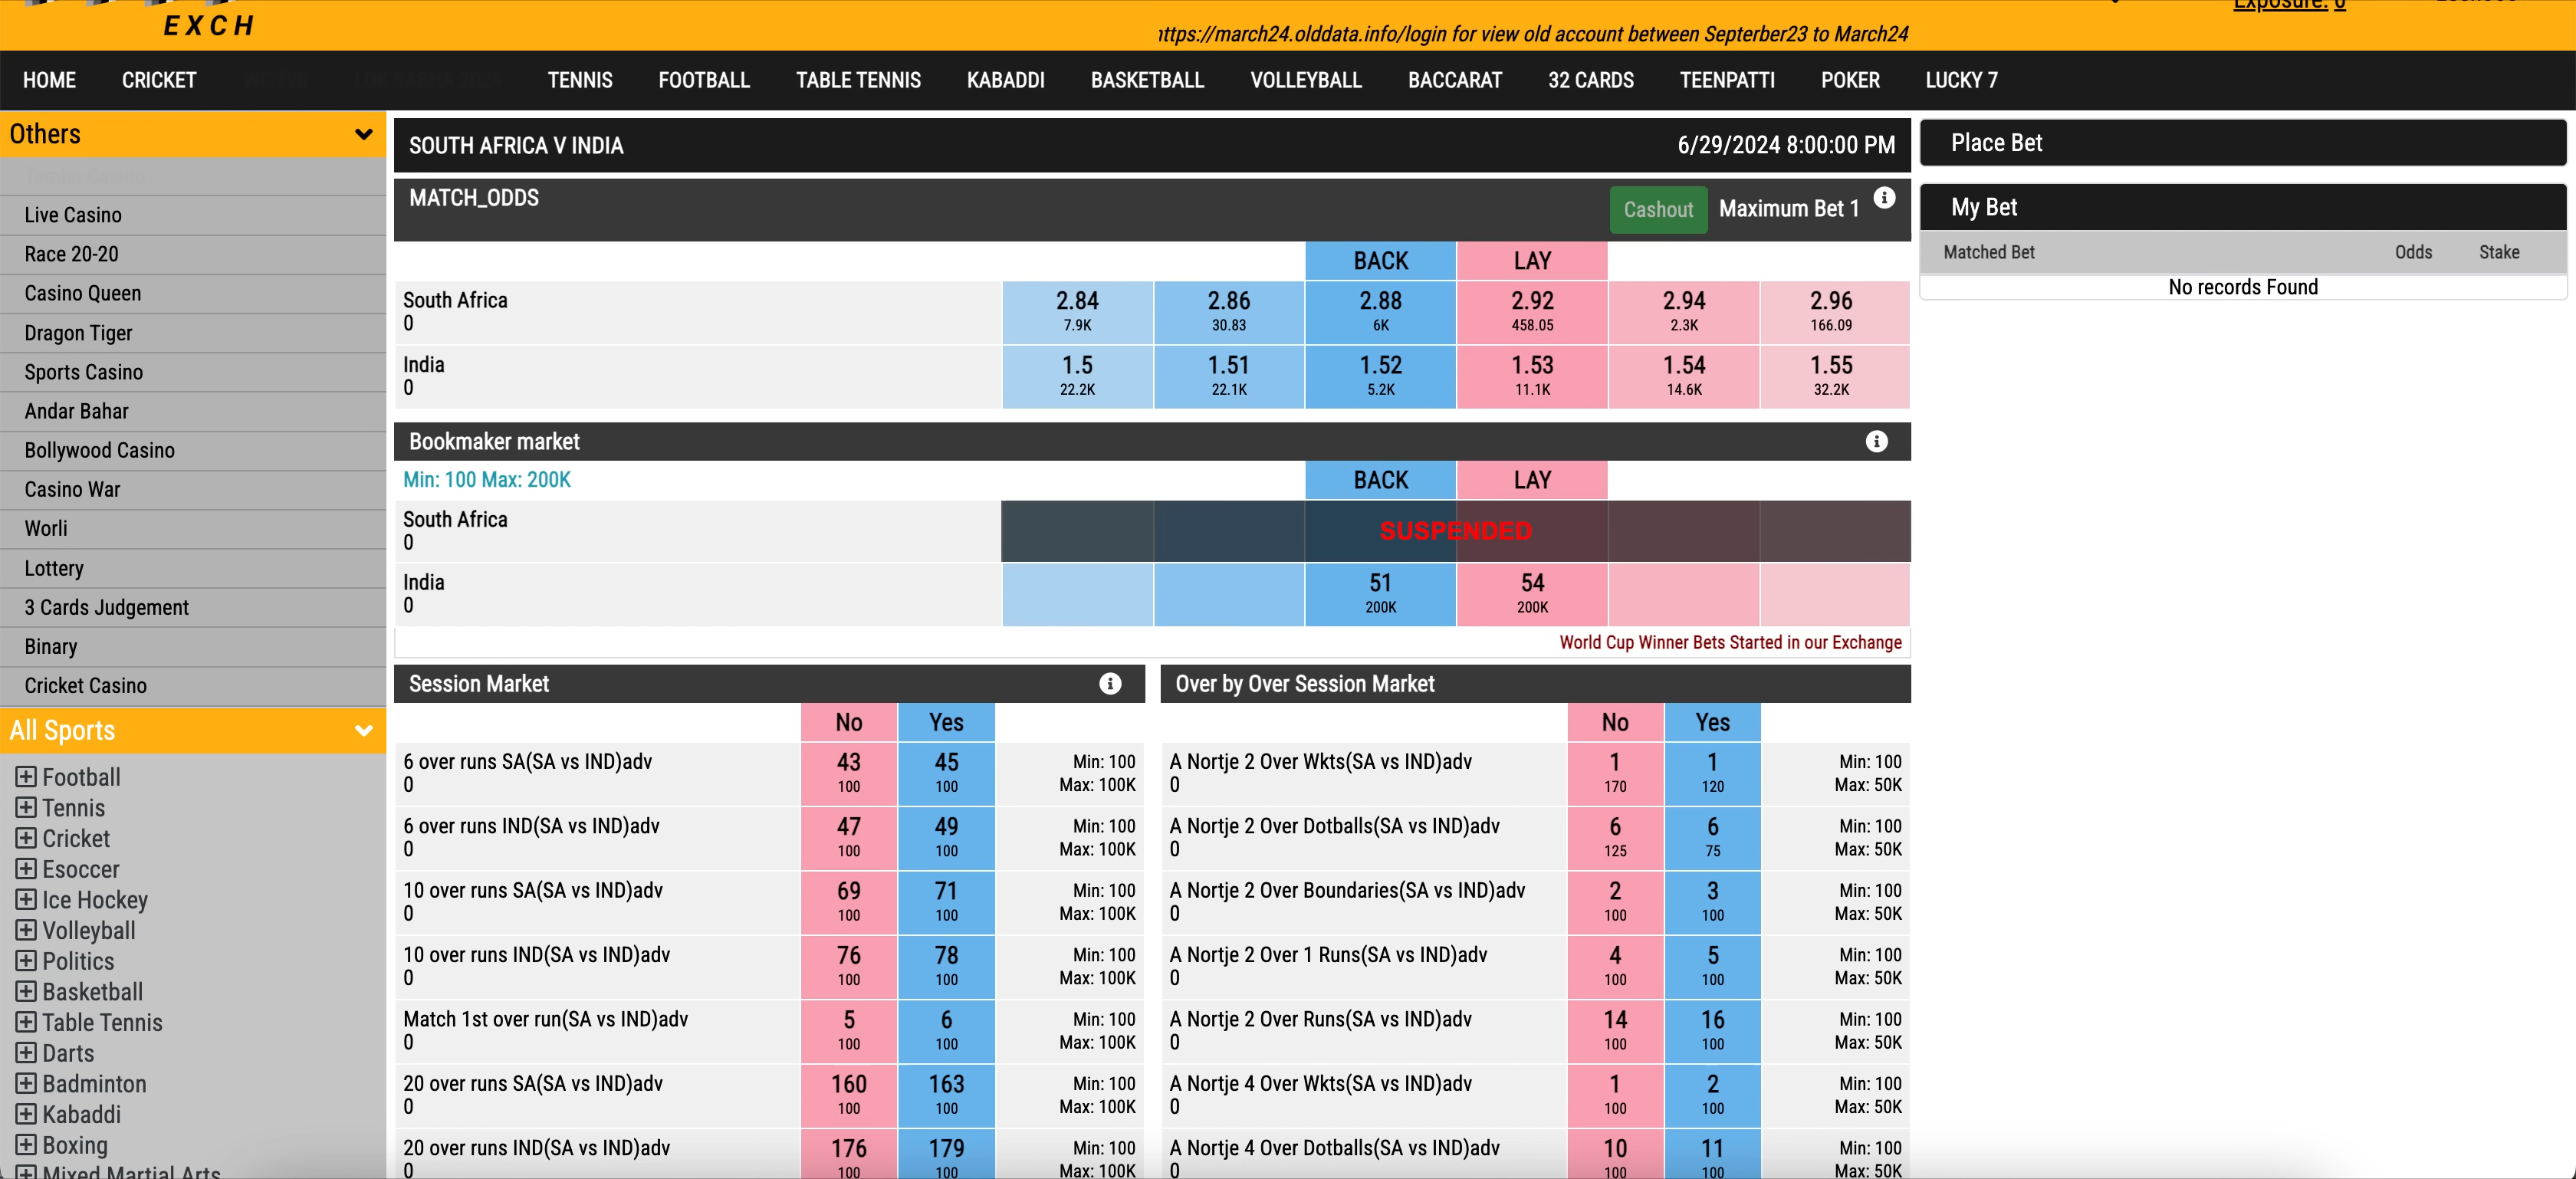 EXCH
Exposure: 0
https://march24.olddata.info/login for view old account between Septerber23 to March24
HOME CRICKET TENNIS FOOTBALL TABLE TENNIS KABADDI BASKETBALL VOLLEYBALL BACCARAT 32 CARDS TEENPATTI POKER LUCKY 7
Others
Live Casino
Race 20-20
Casino Queen
Dragon Tiger
Sports Casino
Andar Bahar
Bollywood Casino
Casino War
Worli
Lottery
3 Cards Judgement
Binary
Cricket Casino
All Sports
Football
Tennis
Cricket
Esoccer
Ice Hockey
Volleyball
Politics
Basketball
Table Tennis
Darts
Badminton
Kabaddi
Boxing
Mixed Martial Arts
SOUTH AFRICA V INDIA 6/29/2024 8:00:00 PM
MATCH_ODDS Cashout Maximum Bet 1
BACK LAY
South Africa 2.84 2.86 2.88 2.92 2.94 2.96
0 7.9K 30.83 6K 458.05 2.3K 166.09
India 1.5 1.51 1.52 1.53 1.54 1.55
0 22.2K 22.1K 5.2K 11.1K 14.6K 32.2K
Bookmaker market
Min: 100 Max: 200K BACK LAY
South Africa
0 SUSPENDED
India 51 54
0 200K 200K
World Cup Winner Bets Started in our Exchange
Session Market
No Yes
6 over runs SA(SA vs IND)adv 43 45 Min: 100
0 100 100 Max: 100K
6 over runs IND(SA vs IND)adv 47 49 Min: 100
0 100 100 Max: 100K
10 over runs SA(SA vs IND)adv 69 71 Min: 100
0 100 100 Max: 100K
10 over runs IND(SA vs IND)adv 76 78 Min: 100
0 100 100 Max: 100K
Match 1st over run(SA vs IND)adv 5 6 Min: 100
0 100 100 Max: 100K
20 over runs SA(SA vs IND)adv 160 163 Min: 100
0 100 100 Max: 100K
20 over runs IND(SA vs IND)adv 176 179 Min: 100
0 100 100 Max: 100K
Over by Over Session Market
No Yes
A Nortje 2 Over Wkts(SA vs IND)adv 1 1 Min: 100
0 170 120 Max: 50K
A Nortje 2 Over Dotballs(SA vs IND)adv 6 6 Min: 100
0 125 75 Max: 50K
A Nortje 2 Over Boundaries(SA vs IND)adv 2 3 Min: 100
0 100 100 Max: 50K
A Nortje 2 Over 1 Runs(SA vs IND)adv 4 5 Min: 100
0 100 100 Max: 50K
A Nortje 2 Over Runs(SA vs IND)adv 14 16 Min: 100
0 100 100 Max: 50K
A Nortje 4 Over Wkts(SA vs IND)adv 1 2 Min: 100
0 100 100 Max: 50K
A Nortje 4 Over Dotballs(SA vs IND)adv 10 11 Min: 100
0 100 100 Max: 50K
Place Bet
My Bet
Matched Bet Odds Stake
No records Found